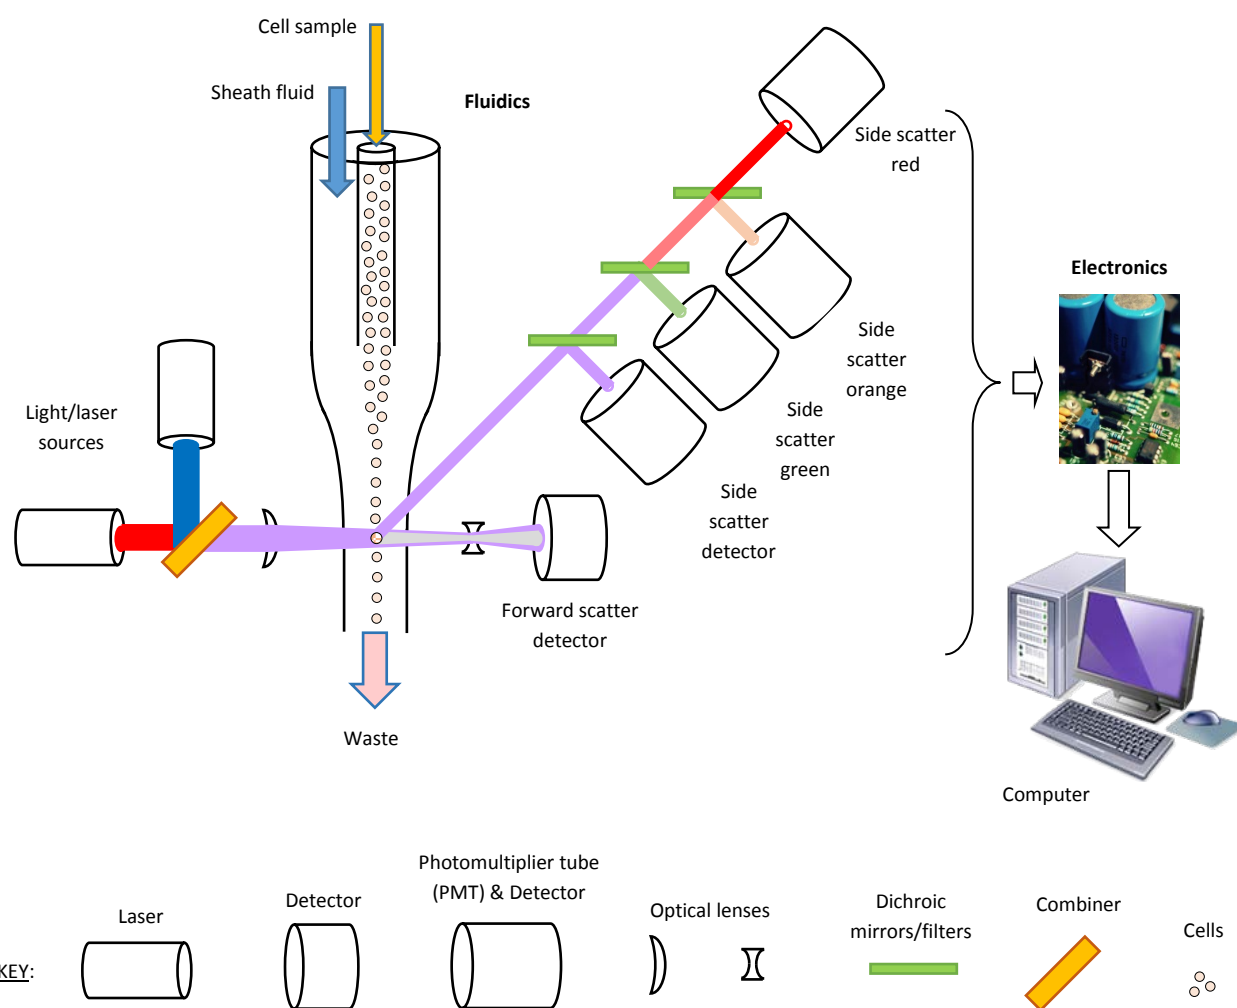 Cell sample
Sheath fluid
Fluidics
Side scatter
red
Electronics
Side
scatter
orange
Light/laser
sources
Side
scatter
green
Side
scatter
detector
Forward scatter
detector
Waste
Computer
Photomultiplier tube
(PMT) & Detector
Laser
Detector
Optical lenses
Dichroic
mirrors/filters
Combiner
Cells
KEY: